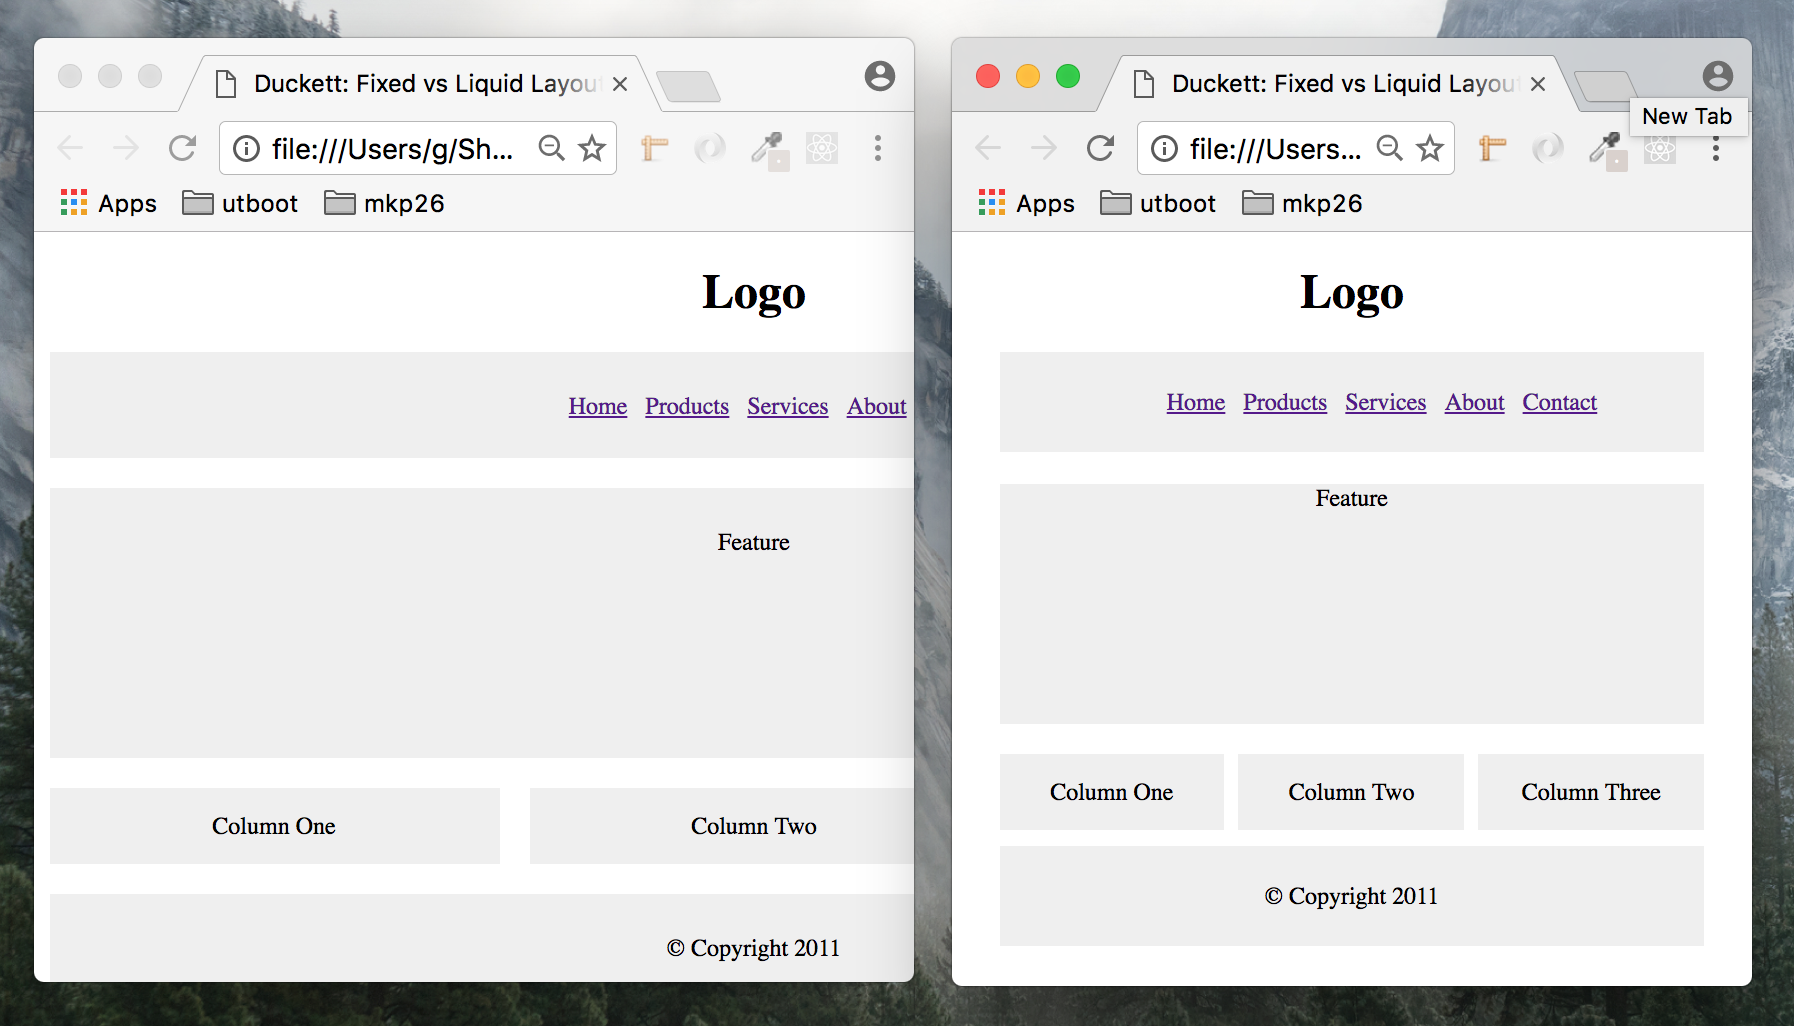 Duckett: Fixed vs Liquid Layou
file:///Users/g/Sh...
Apps utboot mkp26
Logo
Home Products Services About
Feature
Column One Column Two
© Copyright 2011
Duckett: Fixed vs Liquid Layou
New Tab
file:///Users...
Apps utboot mkp26
Logo
Home Products Services About Contact
Feature
Column One Column Two Column Three
© Copyright 2011